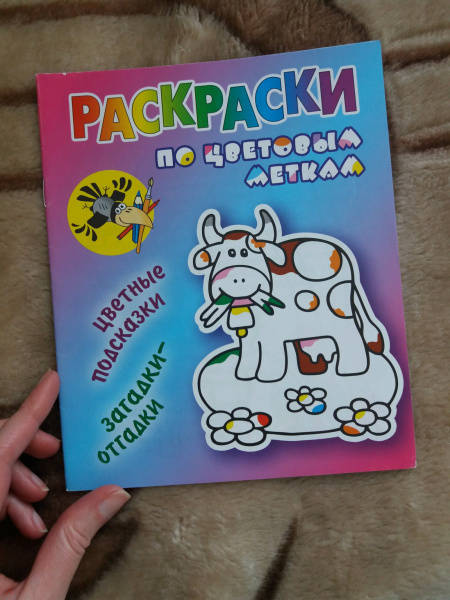 РАСКРАСКИ
ПО ЦВЕТОВЫМ
МЕТКАМ
ЦВЕТНЫЕ
ПОДСКАЗКИ
ЗАГАДКИ-
ОТГАДКИ